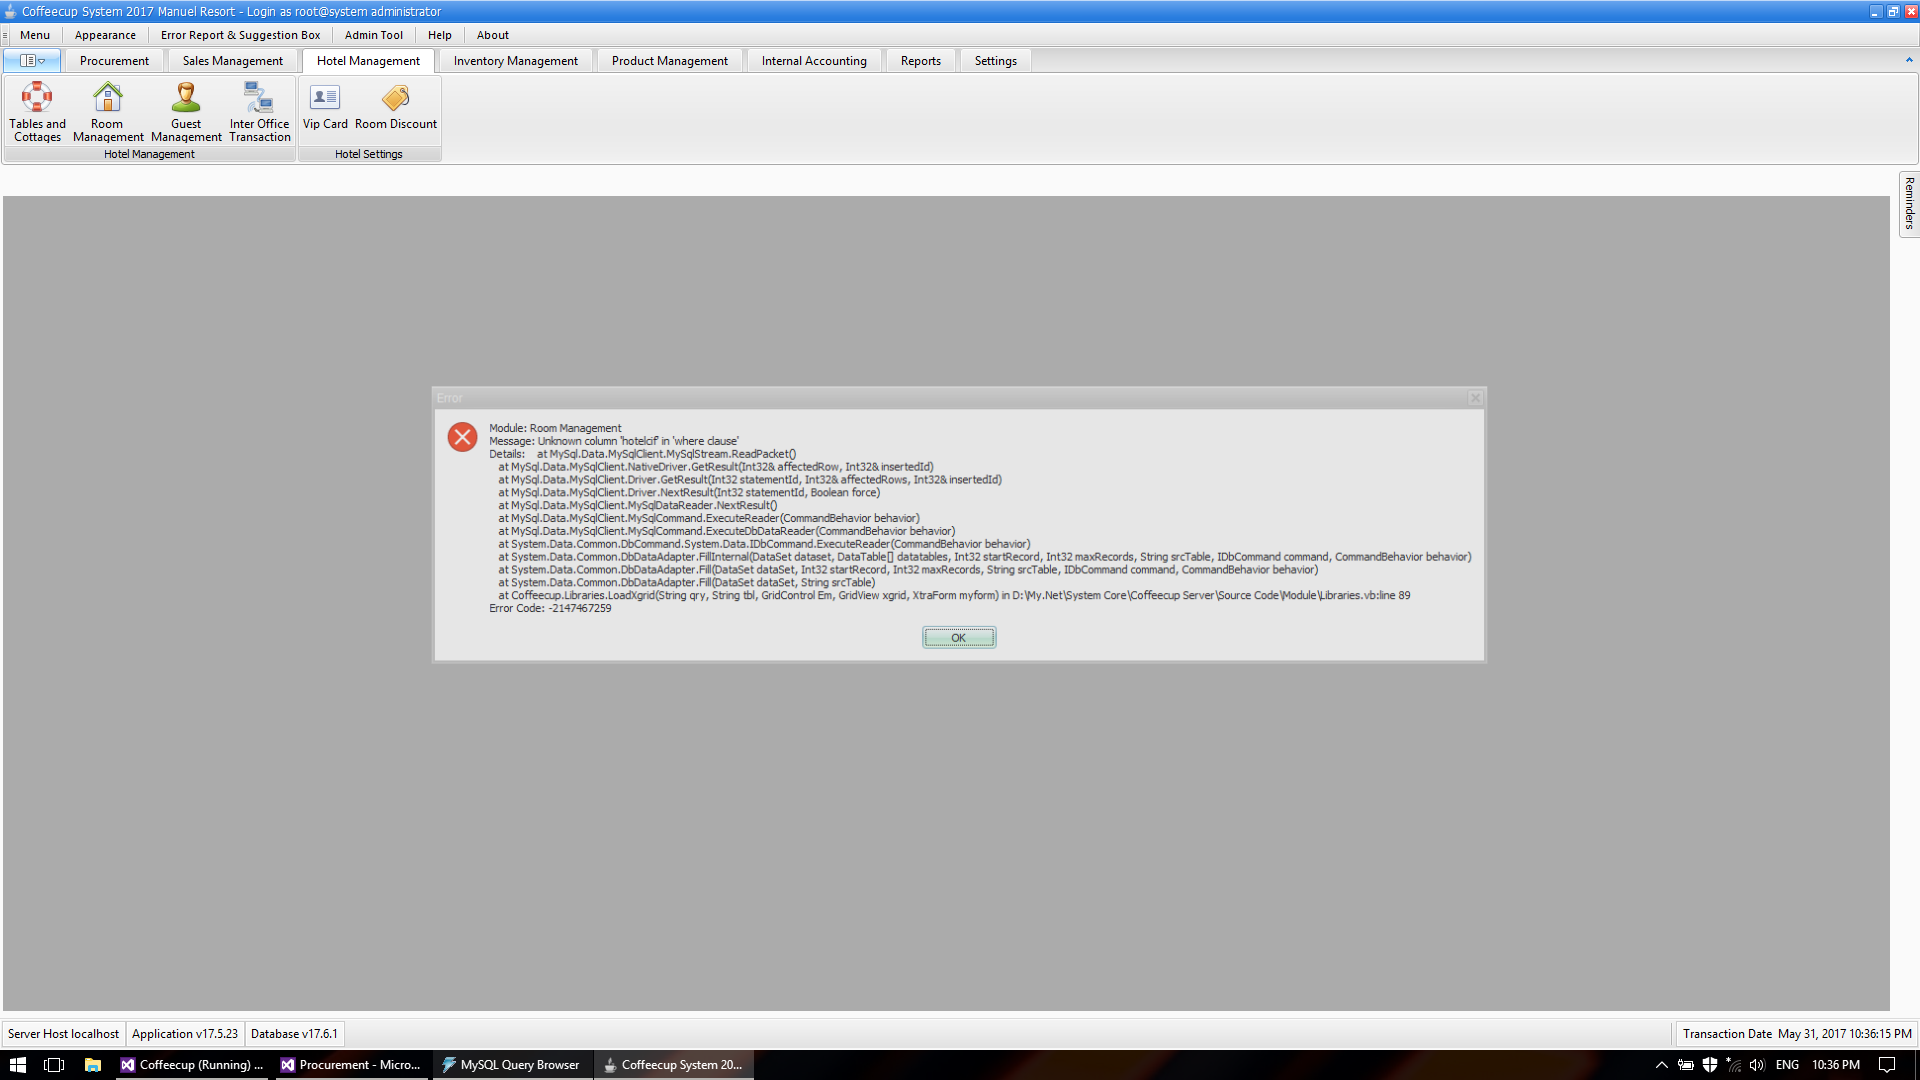 Coffeecup System 2017 Manuel Resort - Login as root@system administrator
Menu Appearance Error Report & Suggestion Box Admin Tool Help About
Procurement Sales Management Hotel Management Inventory Management Product Management Internal Accounting Reports Settings
Tables and Cottages
Room Management
Guest Management
Inter Office Transaction
Vip Card
Room Discount
Hotel Management
Hotel Settings
Reminders
Error
Module: Room Management
Message: Unknown column 'hotelcif' in 'where clause'
Details: at MySql.Data.MySqlClient.MySqlStream.ReadPacket()
at MySql.Data.MySqlClient.NativeDriver.GetResult(Int32& affectedRow, Int32& insertedId)
at MySql.Data.MySqlClient.Driver.GetResult(Int32 statementId, Int32& affectedRows, Int32& insertedId)
at MySql.Data.MySqlClient.Driver.NextResult(Int32 statementId, Boolean force)
at MySql.Data.MySqlClient.MySqlDataReader.NextResult()
at MySql.Data.MySqlClient.MySqlCommand.ExecuteReader(CommandBehavior behavior)
at MySql.Data.MySqlClient.MySqlCommand.ExecuteDbDataReader(CommandBehavior behavior)
at System.Data.Common.DbCommand.System.Data.IDbCommand.ExecuteReader(CommandBehavior behavior)
at System.Data.Common.DbDataAdapter.FillInternal(DataSet dataset, DataTable[] datatables, Int32 startRecord, Int32 maxRecords, String srcTable, IDbCommand command, CommandBehavior behavior)
at System.Data.Common.DbDataAdapter.Fill(DataSet dataSet, Int32 startRecord, Int32 maxRecords, String srcTable, IDbCommand command, CommandBehavior behavior)
at System.Data.Common.DbDataAdapter.Fill(DataSet dataSet, String srcTable)
at Coffeecup.Libraries.LoadXgrid(String qry, String tbl, GridControl Em, GridView xgrid, XtraForm myform) in D:\My.Net\System Core\Coffeecup Server\Source Code\Module\Libraries.vb:line 89
Error Code: -2147467259
OK
Server Host localhost Application v17.5.23 Database v17.6.1 Transaction Date May 31, 2017 10:36:15 PM
Coffeecup (Running) ... Procurement - Micro... MySQL Query Browser Coffeecup System 20... ENG 10:36 PM